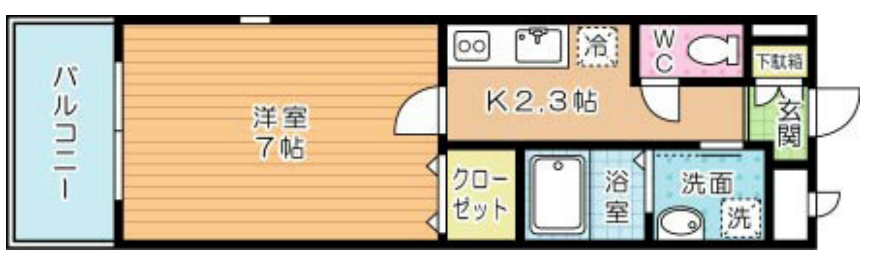 バルコニー
洋室
7帖
K2.3帖
冷
WC
下駄箱
玄関
クロー
ゼット
浴室
洗面
洗